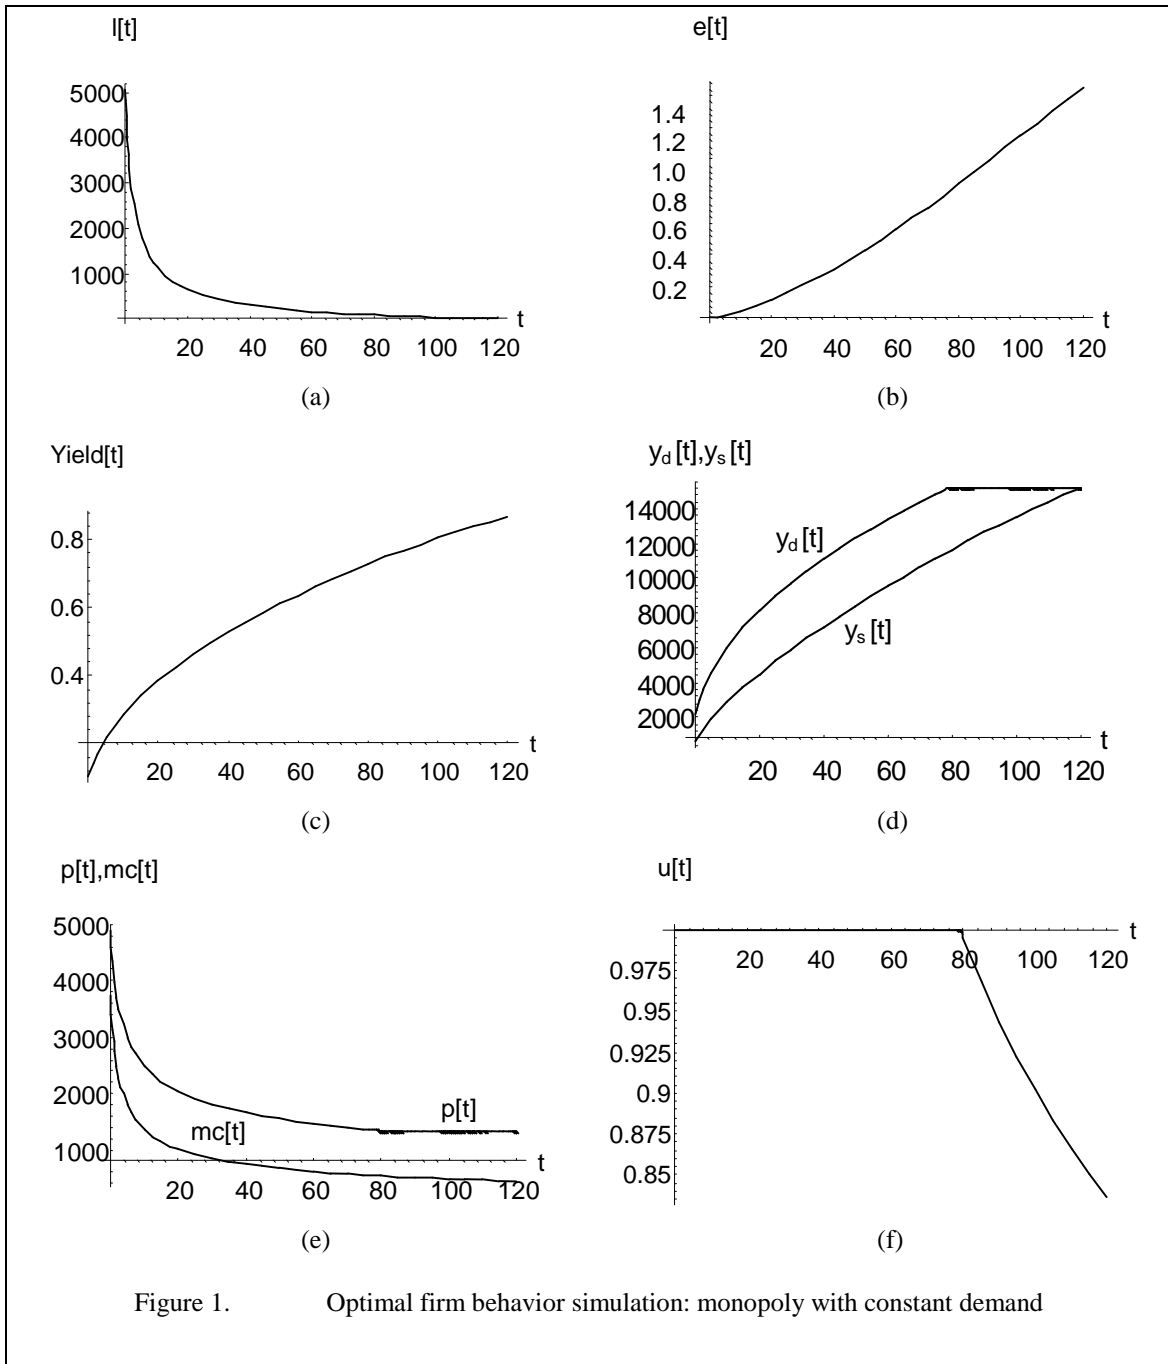 l[t]
5000
4000
3000
2000
1000
t
20 40 60 80 100 120
(a)
e[t]
1.4
1.2
1.0
0.8
0.6
0.4
0.2
t
20 40 60 80 100 120
(b)
Yield[t]
0.8
0.6
0.4
t
20 40 60 80 100 120
(c)
yd[t],ys[t]
14000
12000
10000
8000
6000
4000
2000
yd[t]
ys[t]
t
20 40 60 80 100 120
(d)
p[t],mc[t]
5000
4000
3000
2000
1000
p[t]
mc[t]
t
20 40 60 80 100 120
(e)
u[t]
t
20 40 60 80 100 120
0.975
0.95
0.925
0.9
0.875
0.85
(f)
Figure 1. Optimal firm behavior simulation: monopoly with constant demand